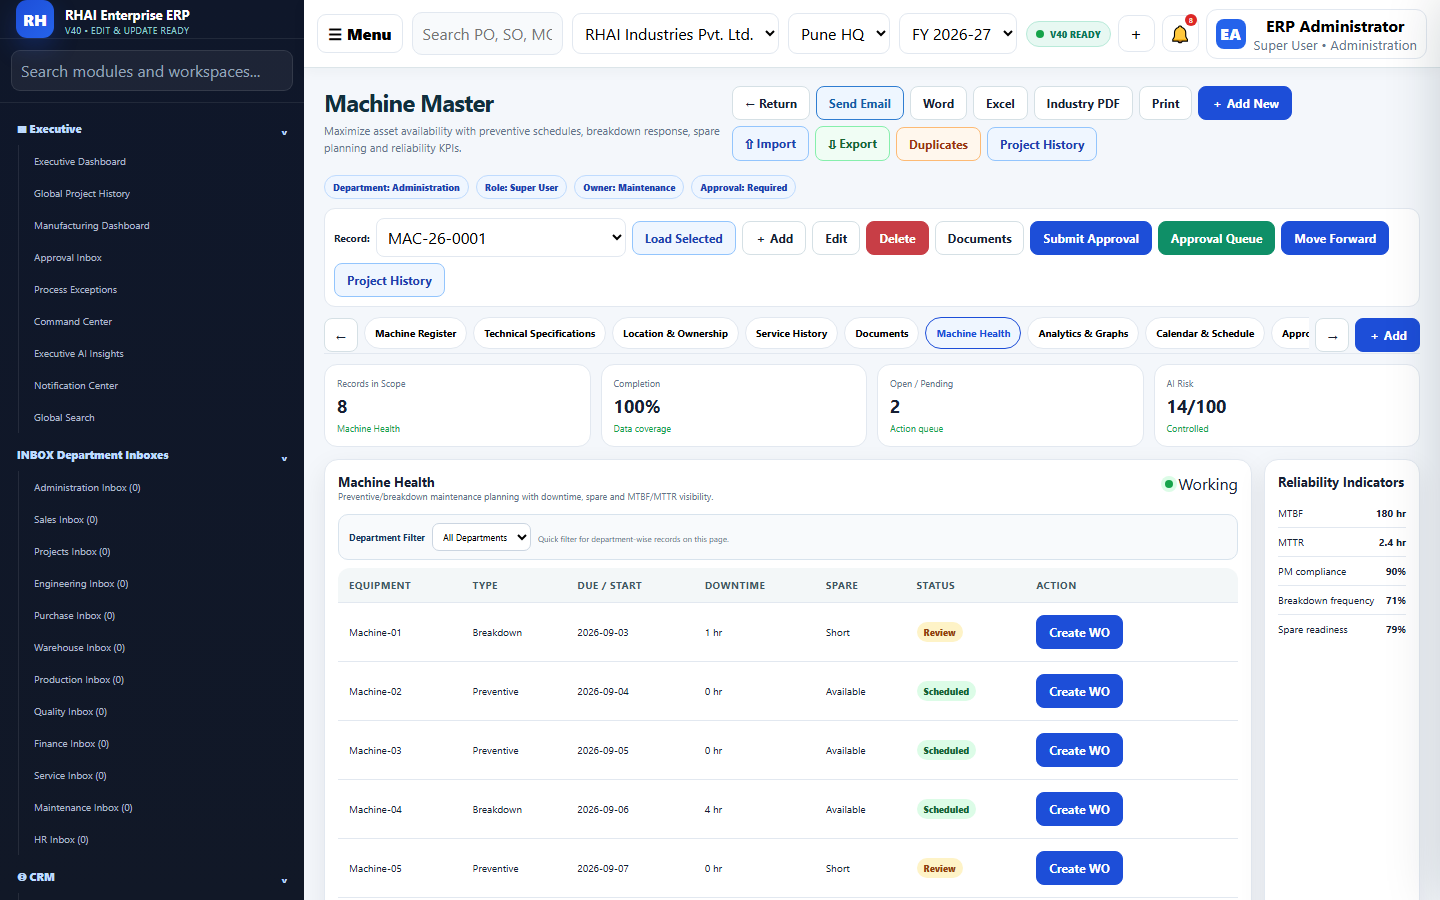 RH
RHAI Enterprise ERP
V40 • EDIT & UPDATE READY
Search modules and workspaces...
Executive
Executive Dashboard
Global Project History
Manufacturing Dashboard
Approval Inbox
Process Exceptions
Command Center
Executive AI Insights
Notification Center
Global Search
INBOX Department Inboxes
Administration Inbox (0)
Sales Inbox (0)
Projects Inbox (0)
Engineering Inbox (0)
Purchase Inbox (0)
Warehouse Inbox (0)
Production Inbox (0)
Quality Inbox (0)
Finance Inbox (0)
Service Inbox (0)
Maintenance Inbox (0)
HR Inbox (0)
CRM
☰ Menu
Search PO, SO, MO
RHAI Industries Pvt. Ltd.
Pune HQ
FY 2026-27
V40 READY
+
8
EA
ERP Administrator
Super User • Administration
Machine Master
Maximize asset availability with preventive schedules, breakdown response, spare
planning and reliability KPIs.
← Return
Send Email
Word
Excel
Industry PDF
Print
+ Add New
⇧ Import
⇩ Export
Duplicates
Project History
Department: Administration
Role: Super User
Owner: Maintenance
Approval: Required
Record:
MAC-26-0001
Load Selected
+ Add
Edit
Delete
Documents
Submit Approval
Approval Queue
Move Forward
Project History
←
Machine Register
Technical Specifications
Location & Ownership
Service History
Documents
Machine Health
Analytics & Graphs
Calendar & Schedule
Appro
→
+ Add
Records in Scope
8
Machine Health
Completion
100%
Data coverage
Open / Pending
2
Action queue
AI Risk
14/100
Controlled
Machine Health
Preventive/breakdown maintenance planning with downtime, spare and MTBF/MTTR visibility.
Working
Department Filter
All Departments
Quick filter for department-wise records on this page.
EQUIPMENT TYPE DUE / START DOWNTIME SPARE STATUS ACTION
Machine-01 Breakdown 2026-09-03 1 hr Short Review Create WO
Machine-02 Preventive 2026-09-04 0 hr Available Scheduled Create WO
Machine-03 Preventive 2026-09-05 0 hr Available Scheduled Create WO
Machine-04 Breakdown 2026-09-06 4 hr Available Scheduled Create WO
Machine-05 Preventive 2026-09-07 0 hr Short Review Create WO
Reliability Indicators
MTBF 180 hr
MTTR 2.4 hr
PM compliance 90%
Breakdown frequency 71%
Spare readiness 79%